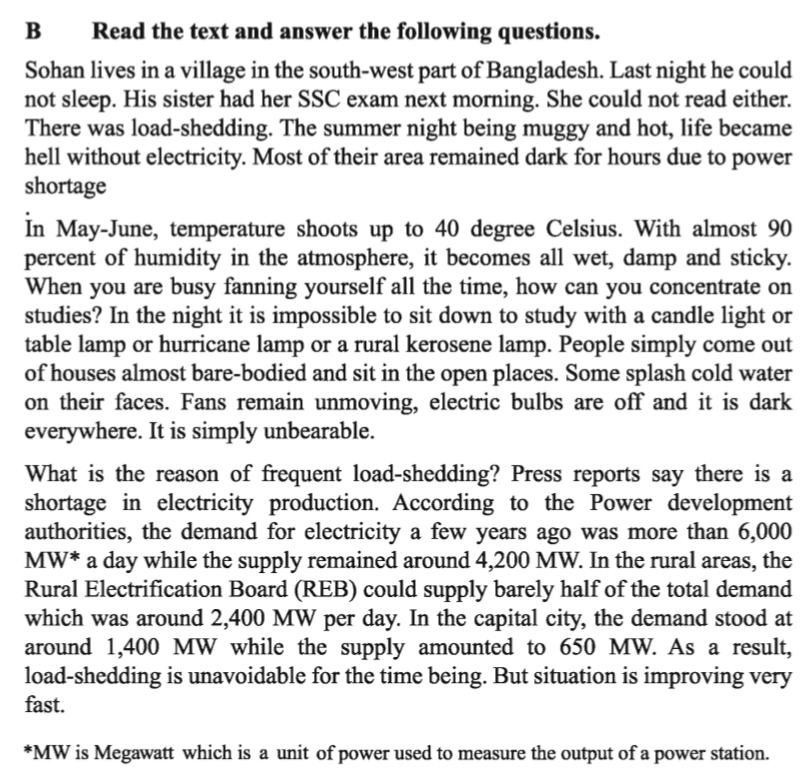 B Read the text and answer the following questions.
Sohan lives in a village in the south-west part of Bangladesh. Last night he could
not sleep. His sister had her SSC exam next morning. She could not read either.
There was load-shedding. The summer night being muggy and hot, life became
hell without electricity. Most of their area remained dark for hours due to power
shortage
In May-June, temperature shoots up to 40 degree Celsius. With almost 90
percent of humidity in the atmosphere, it becomes all wet, damp and sticky.
When you are busy fanning yourself all the time, how can you concentrate on
studies? In the night it is impossible to sit down to study with a candle light or
table lamp or hurricane lamp or a rural kerosene lamp. People simply come out
of houses almost bare-bodied and sit in the open places. Some splash cold water
on their faces. Fans remain unmoving, electric bulbs are off and it is dark
everywhere. It is simply unbearable.
What is the reason of frequent load-shedding? Press reports say there is a
shortage in electricity production. According to the Power development
authorities, the demand for electricity a few years ago was more than 6,000
MW* a day while the supply remained around 4,200 MW. In the rural areas, the
Rural Electrification Board (REB) could supply barely half of the total demand
which was around 2,400 MW per day. In the capital city, the demand stood at
around 1,400 MW while the supply amounted to 650 MW. As a result,
load-shedding is unavoidable for the time being. But situation is improving very
fast.
*MW is Megawatt which is a unit of power used to measure the output of a power station.